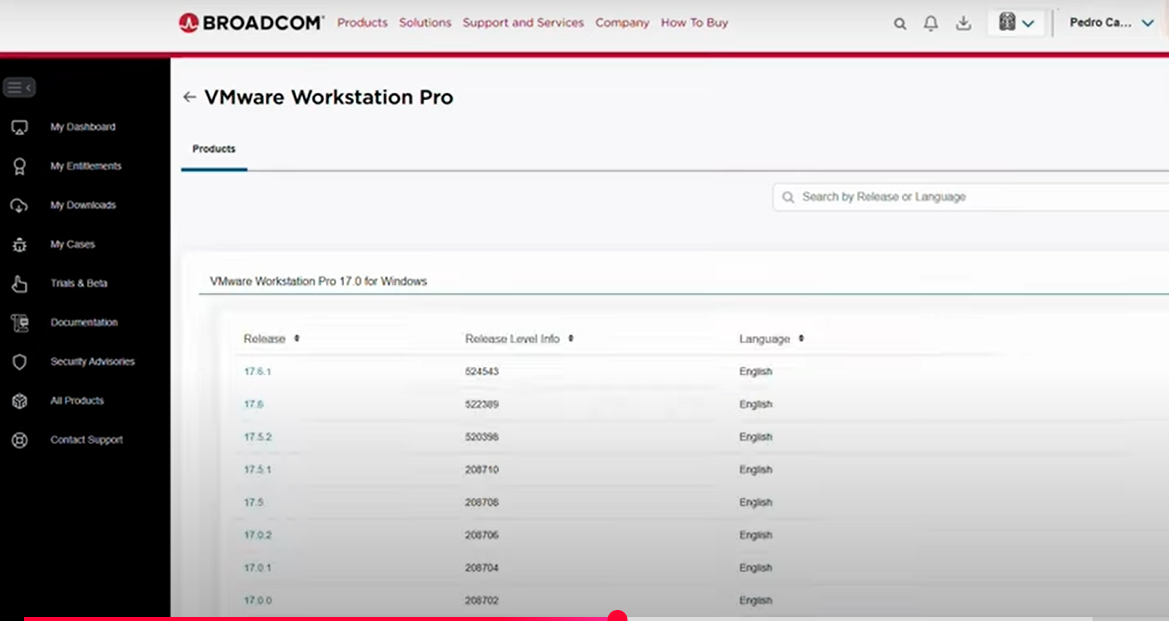 BROADCOM Products Solutions Support and Services Company How To Buy Pedro Ca...
VMware Workstation Pro
My Dashboard
My Entitlements
My Downloads
My Cases
Trials & Beta
Documentation
Security Advisories
All Products
Contact Support
Products
Search by Release or Language
VMware Workstation Pro 17.0 for Windows
Release Release Level Info Language
17.6.1 524543 English
17.6 522389 English
17.5.2 520398 English
17.5.1 208710 English
17.5 208708 English
17.0.2 208706 English
17.0.1 208704 English
17.0.0 208702 English